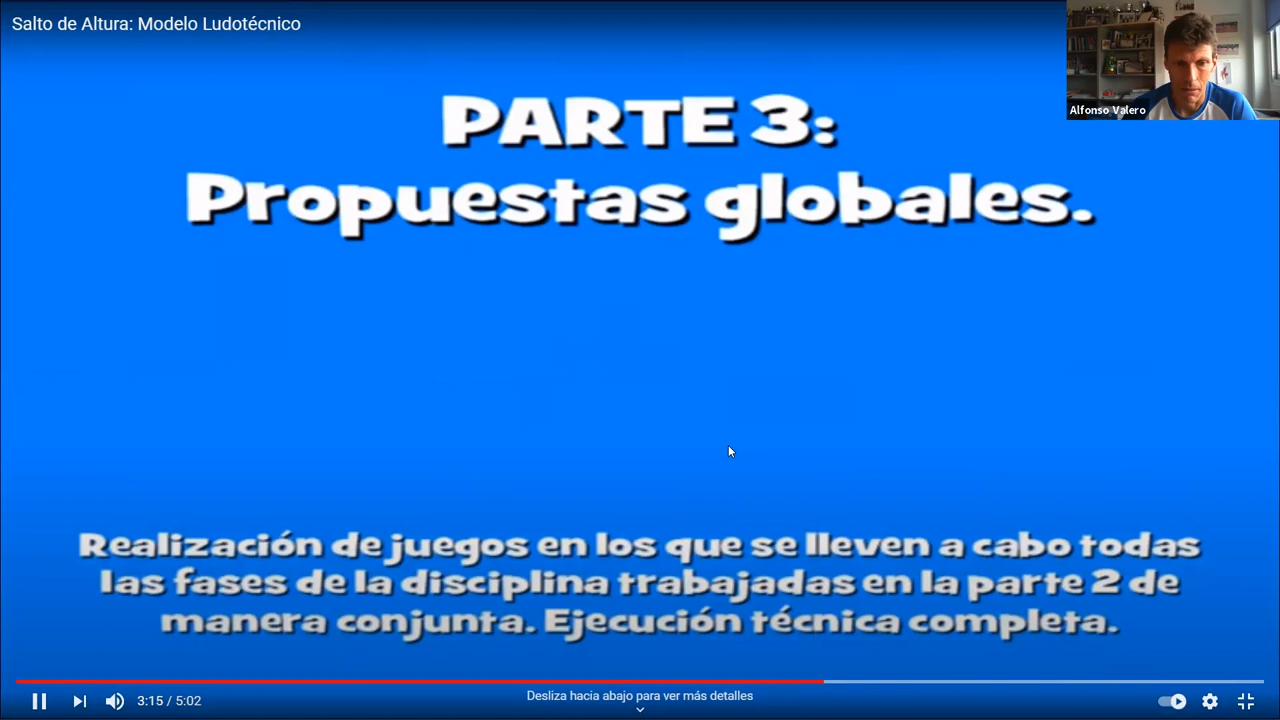 Salto de Altura: Modelo Ludotécnico
Alfonso Valero
PARTE 3:
Propuestas globales.
Realización de juegos en los que se lleven a cabo todas
las fases de la disciplina trabajadas en la parte 2 de
manera conjunta. Ejecución técnica completa.
3:15 / 5:02
Desliza hacia abajo para ver más detalles